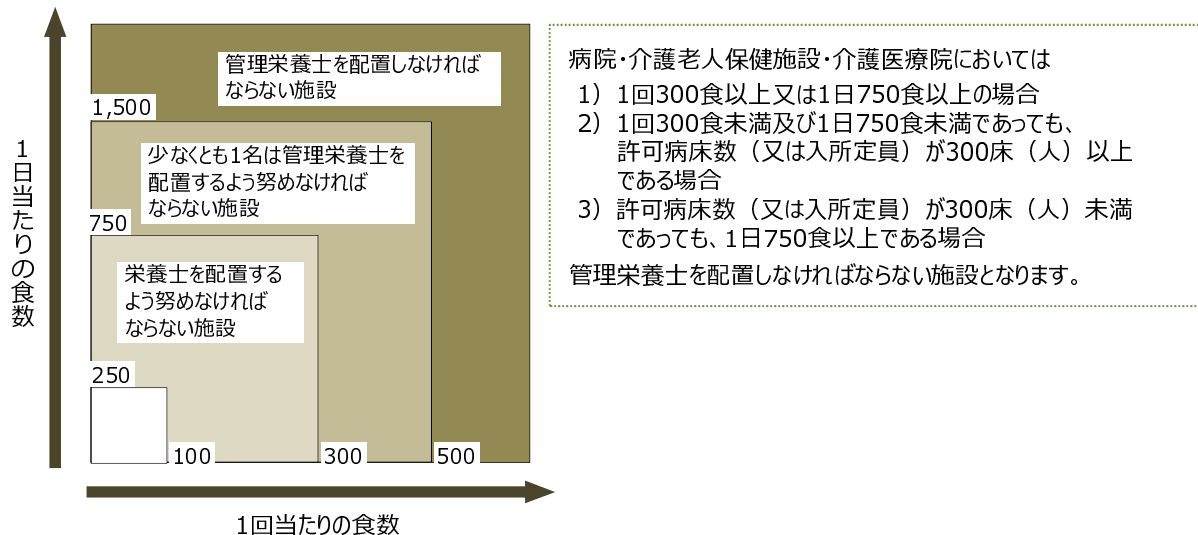 管理栄養士を配置しなければ
ならない施設
1,500
少なくとも1名は管理栄養士を
配置するよう努めなければ
ならない施設
750
栄養士を配置する
よう努めなければ
ならない施設
250
100
300
500
1日当たりの食数
1回当たりの食数
病院・介護老人保健施設・介護医療院においては
1）1回300食以上又は1日750食以上の場合
2）1回300食未満及び1日750食未満であっても、
許可病床数（又は入所定員）が300床（人）以上
である場合
3）許可病床数（又は入所定員）が300床（人）未満
であっても、1日750食以上である場合
管理栄養士を配置しなければならない施設となります。